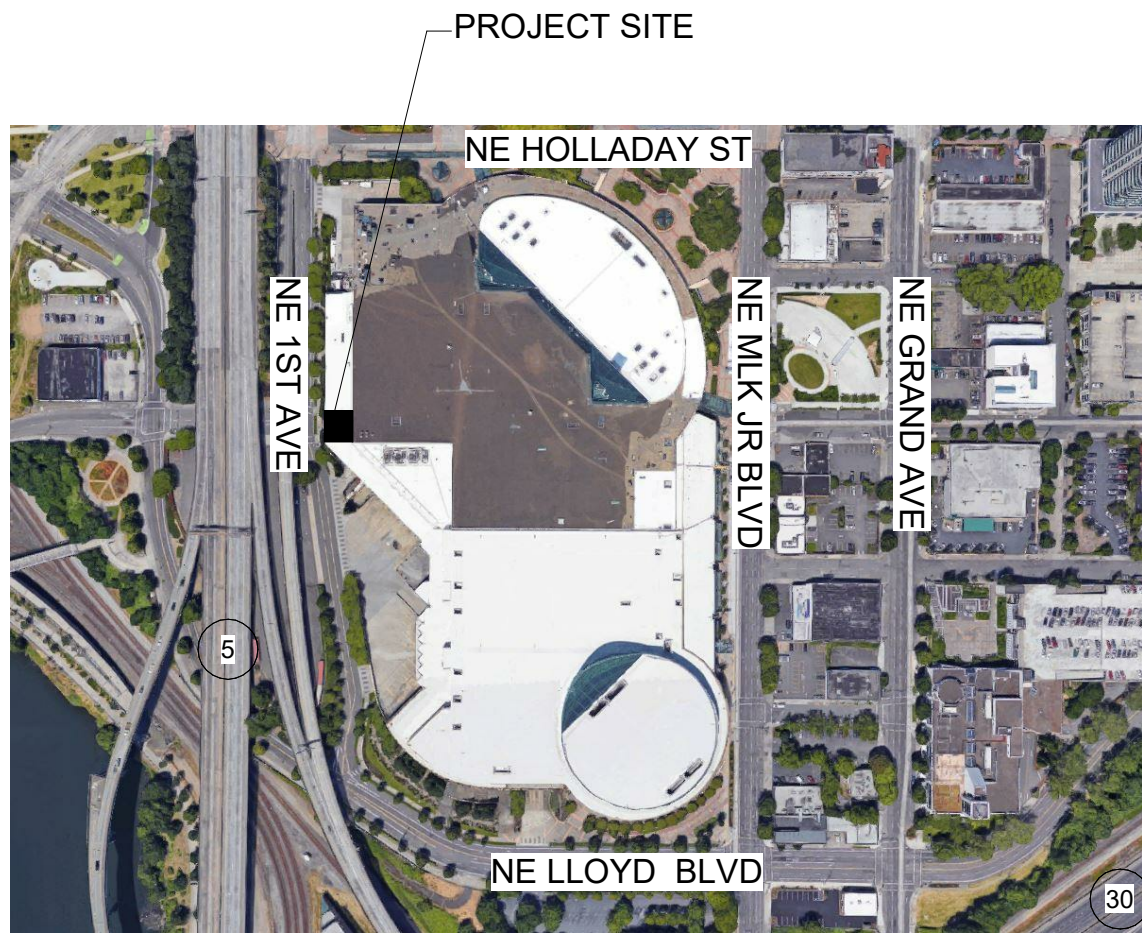 PROJECT SITE
NE HOLLADAY ST
NE 1ST AVE
NE MLK JR BLVD
NE GRAND AVE
5
NE LLOYD BLVD
30